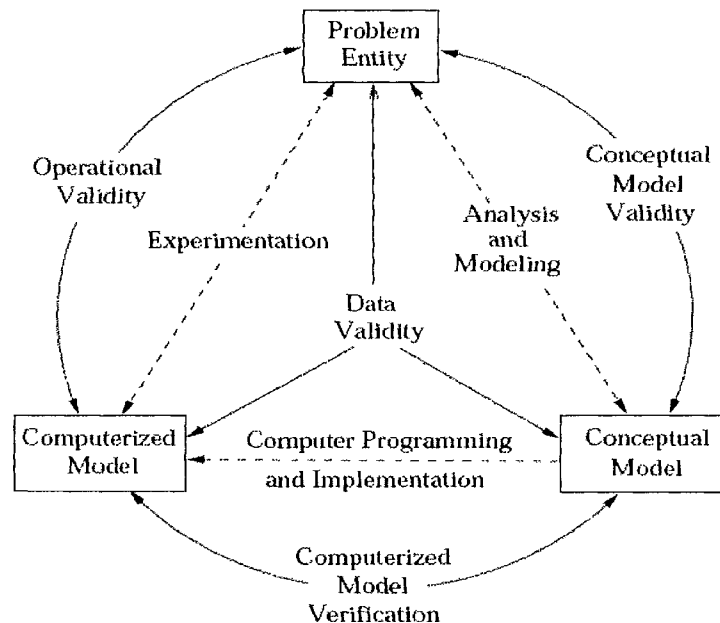 Problem
Entity
Operational
Validity
Conceptual
Model
Validity
Experimentation
Analysis
and
Modeling
Data
Validity
Computerized
Model
Computer Programming
and Implementation
Conceptual
Model
Computerized
Model
Verification